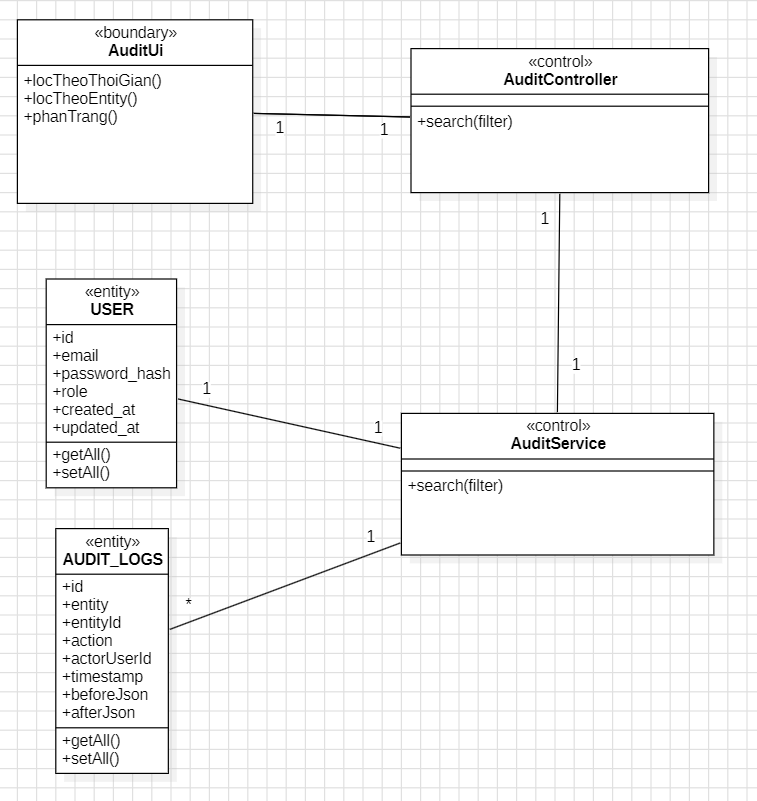 «boundary»
AuditUi
+locTheoThoiGian()
+locTheoEntity()
+phanTrang()
«control»
AuditController
+search(filter)
1
1
1
1
«entity»
USER
+id
+email
+password_hash
+role
+created_at
+updated_at
+getAll()
+setAll()
1
1
«control»
AuditService
+search(filter)
1
*
«entity»
AUDIT_LOGS
+id
+entity
+entityId
+action
+actorUserId
+timestamp
+beforeJson
+afterJson
+getAll()
+setAll()